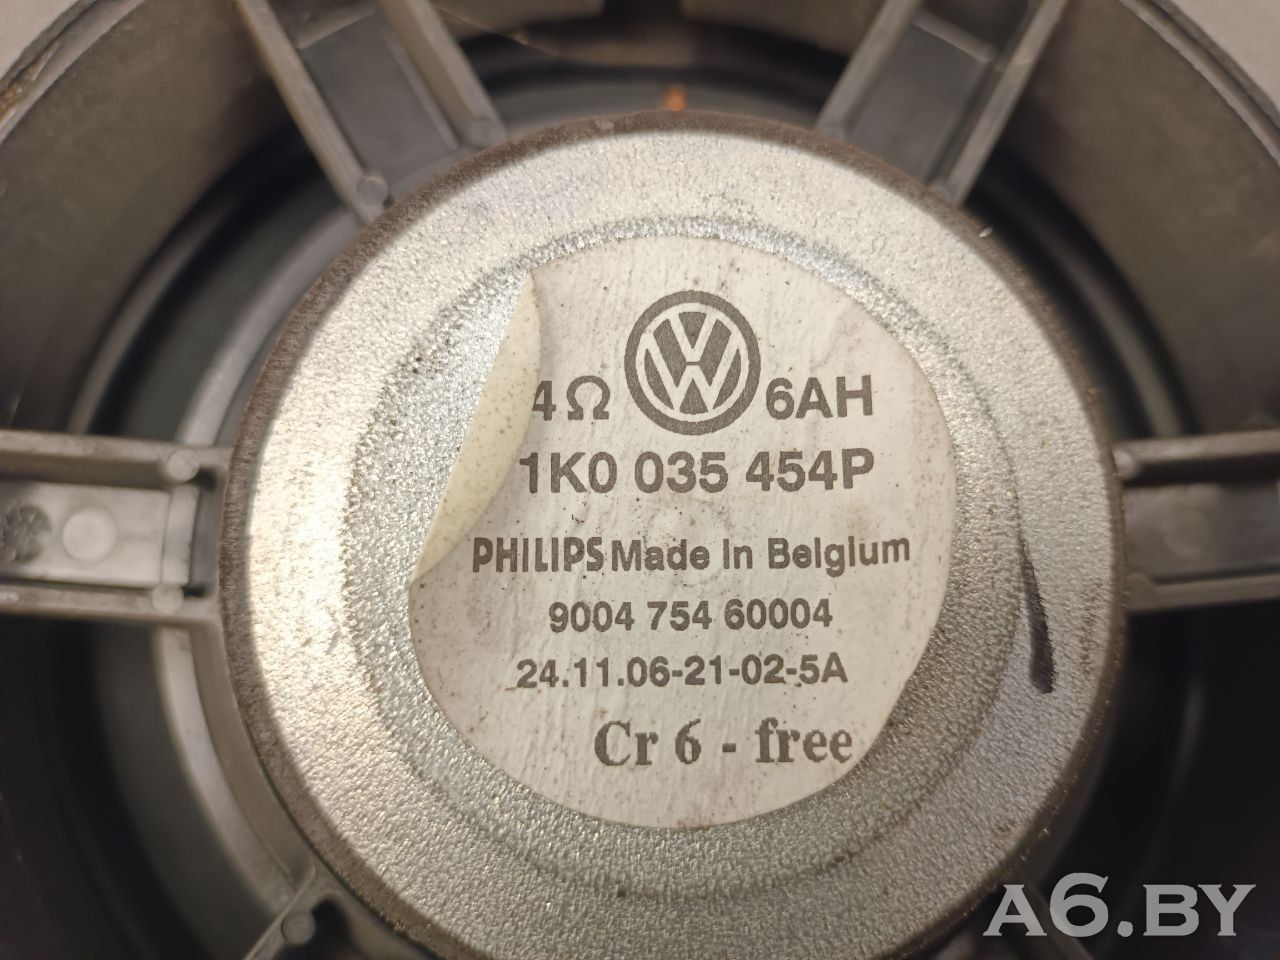 4Ω 6AH
1K0 035 454P
PHILIPS Made In Belgium
9004 754 60004
24.11.06-21-02-5A
Cr 6 - free
A6.BY